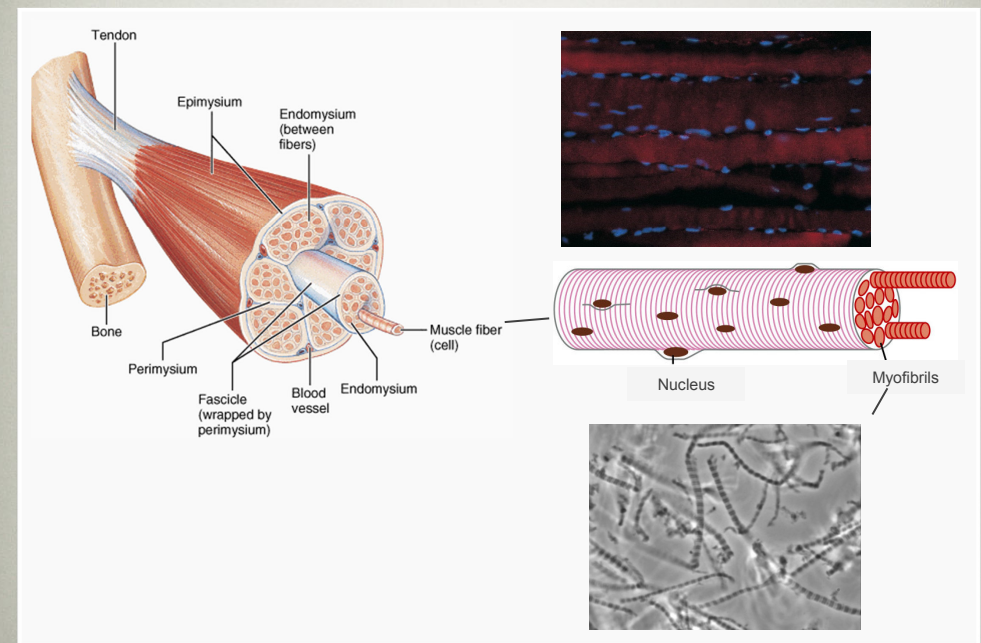 Tendon
Epimysium
Endomysium
(between
fibers)
Bone
Perimysium
Fascicle
(wrapped by
perimysium)
Blood
vessel
Endomysium
Muscle fiber
(cell)
Nucleus
Myofibrils